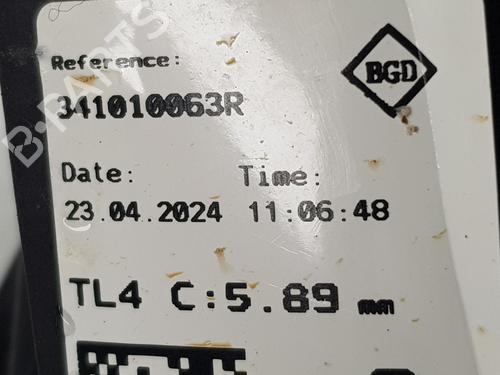 Reference:
BGD
341010063R
Date: Time:
23.04.2024 11:06:48
TL4 C:5.89 mm
B-PARTS